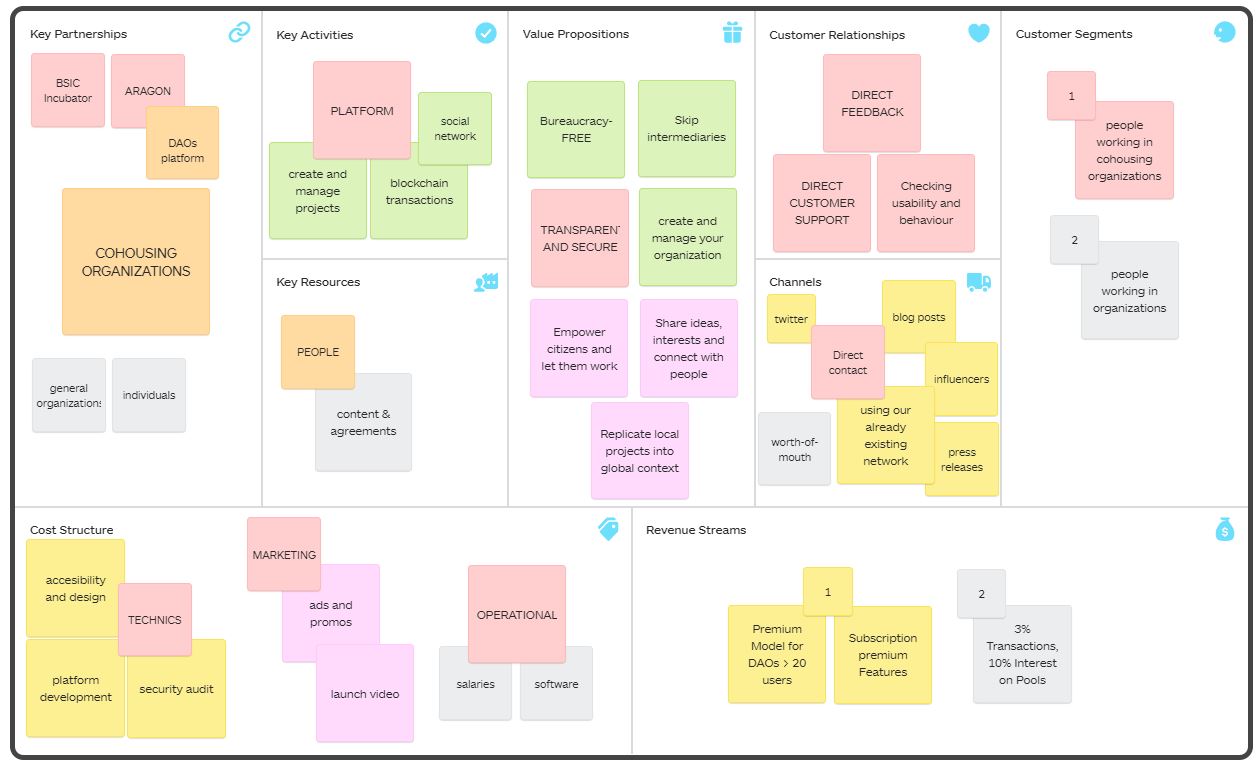 Key Partnerships
BSIC
Incubator
ARAGON
DAOs
platform
COHOUSING
ORGANIZATIONS
general
organizations
individuals
Key Activities
PLATFORM
social
network
create and
manage
projects
blockchain
transactions
Key Resources
PEOPLE
content &
agreements
Value Propositions
Bureaucracy-
FREE
Skip
intermediaries
TRANSPARENT
AND SECURE
create and
manage your
organization
Empower
citizens and
let them work
Share ideas,
interests and
connect with
people
Replicate local
projects into
global context
Customer Relationships
DIRECT
FEEDBACK
DIRECT
CUSTOMER
SUPPORT
Checking
usability and
behaviour
Channels
twitter
blog posts
Direct
contact
influencers
using our
already
existing
network
worth-of-
mouth
press
releases
Customer Segments
1
people
working in
cohousing
organizations
2
people
working in
organizations
Cost Structure
accesibility
and design
TECHNICS
platform
development
security audit
MARKETING
ads and
promos
launch video
OPERATIONAL
salaries
software
Revenue Streams
1
Premium
Model for
DAOs > 20
users
Subscription
premium
Features
2
3%
Transactions,
10% Interest
on Pools
$